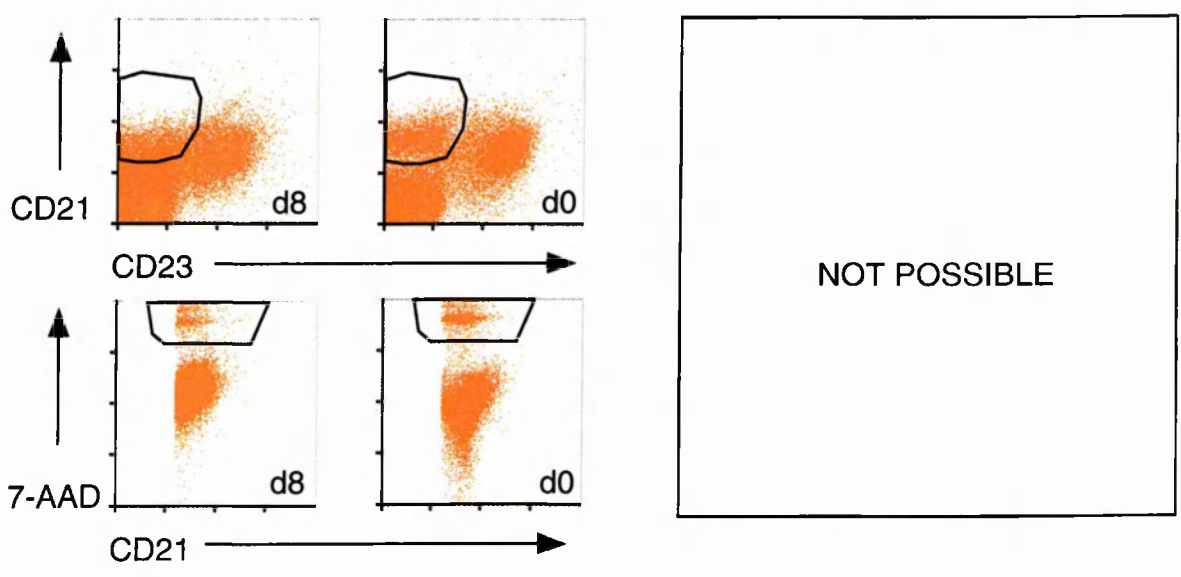 CD21
d8
d0
CD23
NOT POSSIBLE
7-AAD
d8
d0
CD21